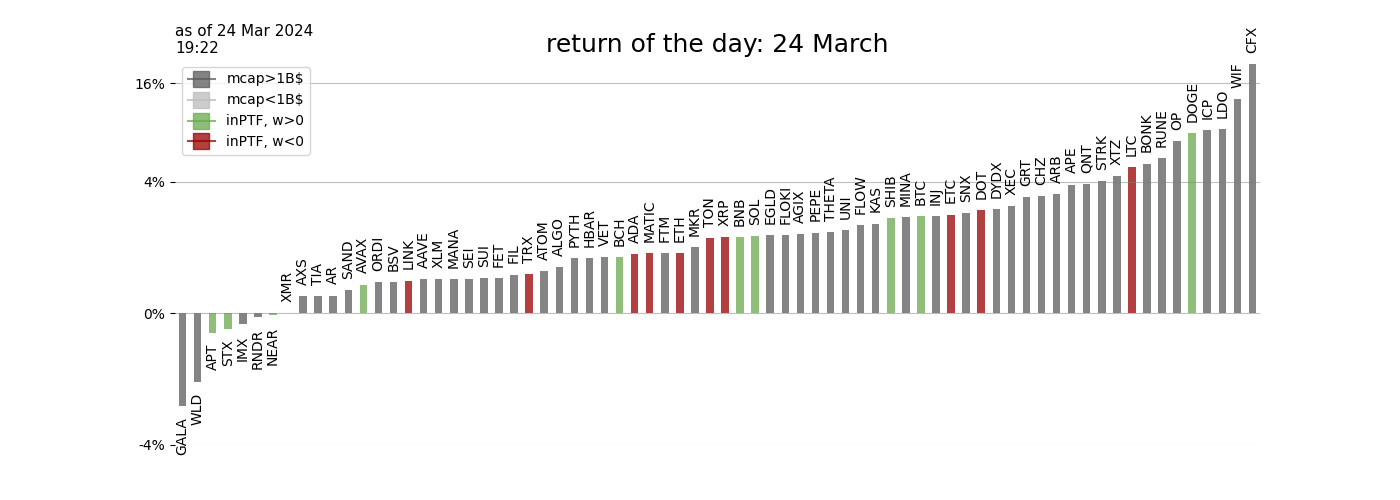 as of 24 Mar 2024
19:22
return of the day: 24 March
mcap>1B$
mcap<1B$
inPTF, w>0
inPTF, w<0
16%
4%
0%
-4%
GALA
WLD
APT
STX
IMX
RNDR
NEAR
XMR
AXS
TIA
AR
SAND
AVAX
ORDI
BSV
LINK
AAVE
XLM
MANA
SEI
SUI
FET
FIL
TRX
ATOM
ALGO
PYTH
HBAR
VET
BCH
ADA
MATIC
FTM
ETH
MKR
TON
XRP
BNB
SOL
EGLD
FLOKI
AGIX
PEPE
THETA
UNI
FLOW
KAS
SHIB
MINA
BTC
INJ
ETC
SNX
DOT
DYDX
XEC
GRT
CHZ
ARB
APE
QNT
STRK
XTZ
LTC
BONK
RUNE
OP
DOGE
ICP
LDO
WIF
CFX